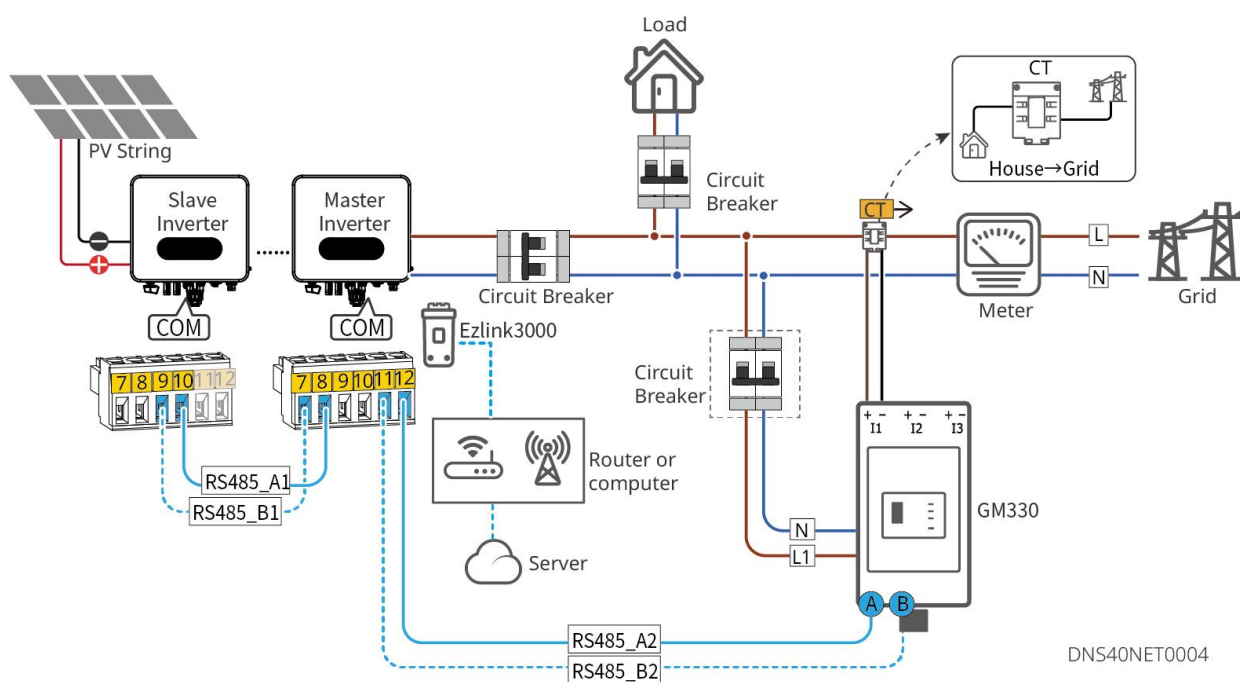 Load
CT
House→Grid
PV String
Slave
Inverter
Master
Inverter
Circuit
Breaker
CT
L
N
Grid
Meter
Circuit Breaker
COM
COM
Ezlink3000
Circuit
Breaker
7 8 9 10 11 12
7 8 9 10 11 12
+ - + - + -
I1 I2 I3
Router or
computer
GM330
RS485_A1
RS485_B1
N
L1
Server
A B
RS485_A2
RS485_B2
DNS40NET0004